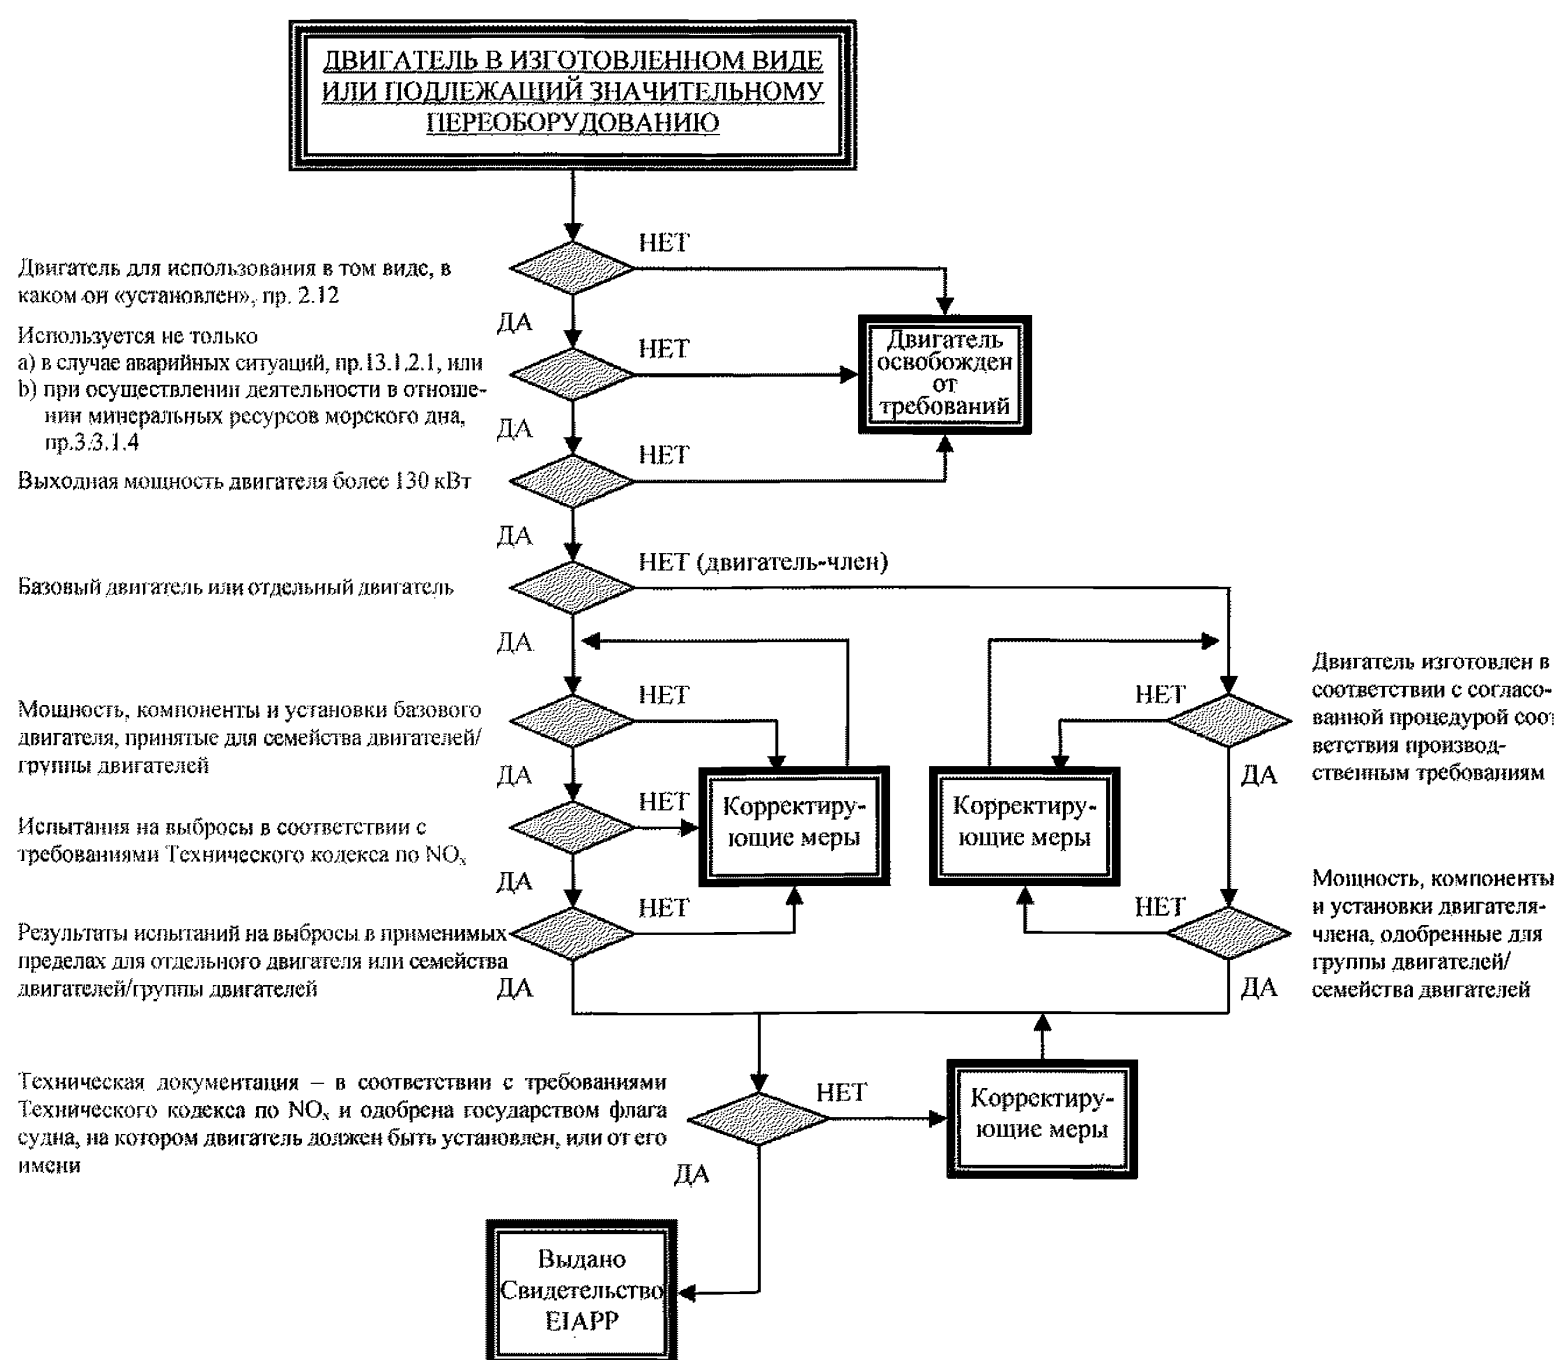 ДВИГАТЕЛЬ В ИЗГОТОВЛЕННОМ ВИДЕ
ИЛИ ПОДЛЕЖАЩИЙ ЗНАЧИТЕЛЬНОМУ
ПЕРЕОБОРУДОВАНИЮ
НЕТ
Двигатель для использования в том виде, в
каком он «установлен», пр. 2.12
ДА
Используется не только
a) в случае аварийных ситуаций, пр.13.1.2.1, или
b) при осуществлении деятельности в отноше-
нии минеральных ресурсов морского дна,
пр.3.3.1.4
НЕТ
Двигатель
освобожден
от
требований
ДА
НЕТ
Выходная мощность двигателя более 130 кВт
ДА
НЕТ (двигатель-член)
Базовый двигатель или отдельный двигатель
ДА
НЕТ
Мощность, компоненты и установки базового
двигателя, принятые для семейства двигателей/
группы двигателей
ДА
НЕТ
Испытания на выбросы в соответствии с
требованиями Технического кодекса по NOx
ДА
НЕТ
Результаты испытаний на выбросы в применимых
пределах для отдельного двигателя или семейства
двигателей/группы двигателей
ДА
Корректиру-
ющие меры
Корректиру-
ющие меры
НЕТ
Двигатель изготовлен в
соответствии с согласо-
ванной процедурой соот
ветствия производ-
ственным требованиям
ДА
НЕТ
Мощность, компоненты
и установки двигателя-
члена, одобренные для
группы двигателей/
семейства двигателей
ДА
Техническая документация – в соответствии с требованиями
Технического кодекса по NOx и одобрена государством флага
судна, на котором двигатель должен быть установлен, или от его
имени
НЕТ
Корректиру-
ющие меры
ДА
Выдано
Свидетельство
EIAPP